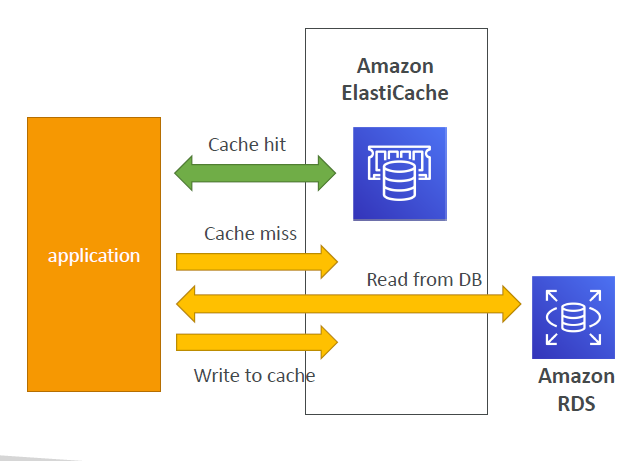 Amazon
ElastiCache
Cache hit
Cache miss
application
Read from DB
Write to cache
Amazon
RDS